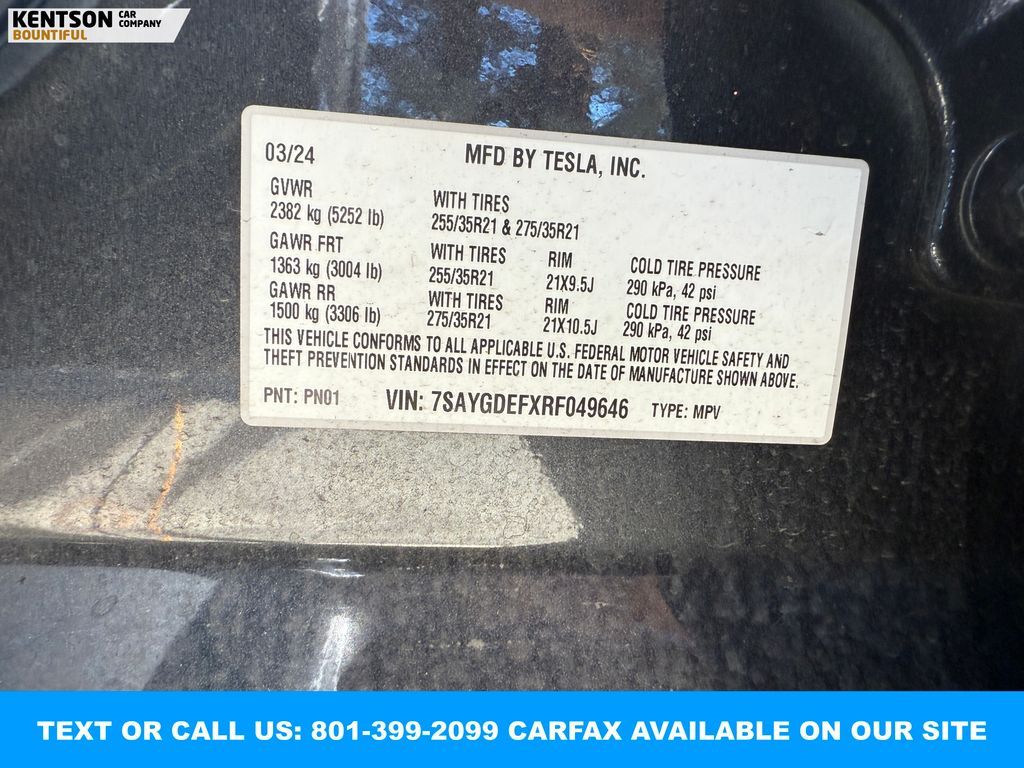 KENTSON CAR COMPANY
BOUNTIFUL
03/24 MFD BY TESLA, INC.
GVWR WITH TIRES
2382 kg (5252 lb) 255/35R21 & 275/35R21
GAWR FRT WITH TIRES RIM COLD TIRE PRESSURE
1363 kg (3004 lb) 255/35R21 21X9.5J 290 kPa, 42 psi
GAWR RR WITH TIRES RIM COLD TIRE PRESSURE
1500 kg (3306 lb) 275/35R21 21X10.5J 290 kPa, 42 psi
THIS VEHICLE CONFORMS TO ALL APPLICABLE U.S. FEDERAL MOTOR VEHICLE SAFETY AND
THEFT PREVENTION STANDARDS IN EFFECT ON THE DATE OF MANUFACTURE SHOWN ABOVE.
PNT: PN01 VIN: 7SAYGDEFXRF049646 TYPE: MPV
TEXT OR CALL US: 801-399-2099 CARFAX AVAILABLE ON OUR SITE